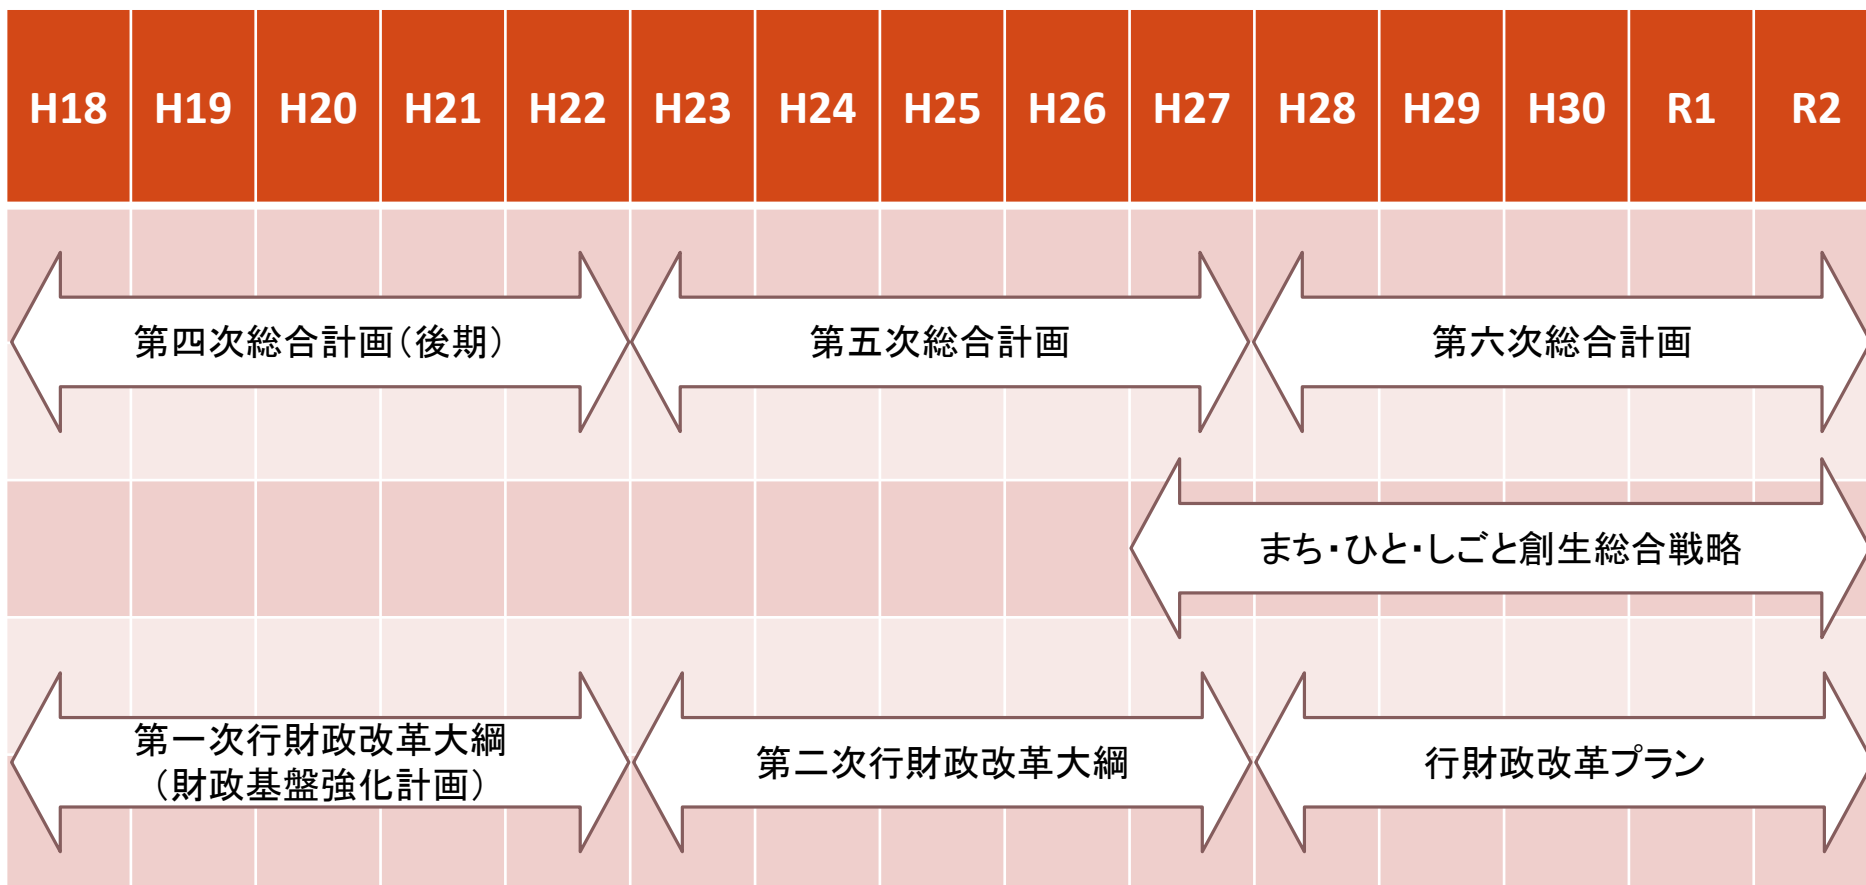 H18 H19 H20 H21 H22 H23 H24 H25 H26 H27 H28 H29 H30 R1 R2
第四次総合計画（後期） 第五次総合計画 第六次総合計画
まち・ひと・しごと創生総合戦略
第一次行財政改革大綱
（財政基盤強化計画）
第二次行財政改革大綱
行財政改革プラン